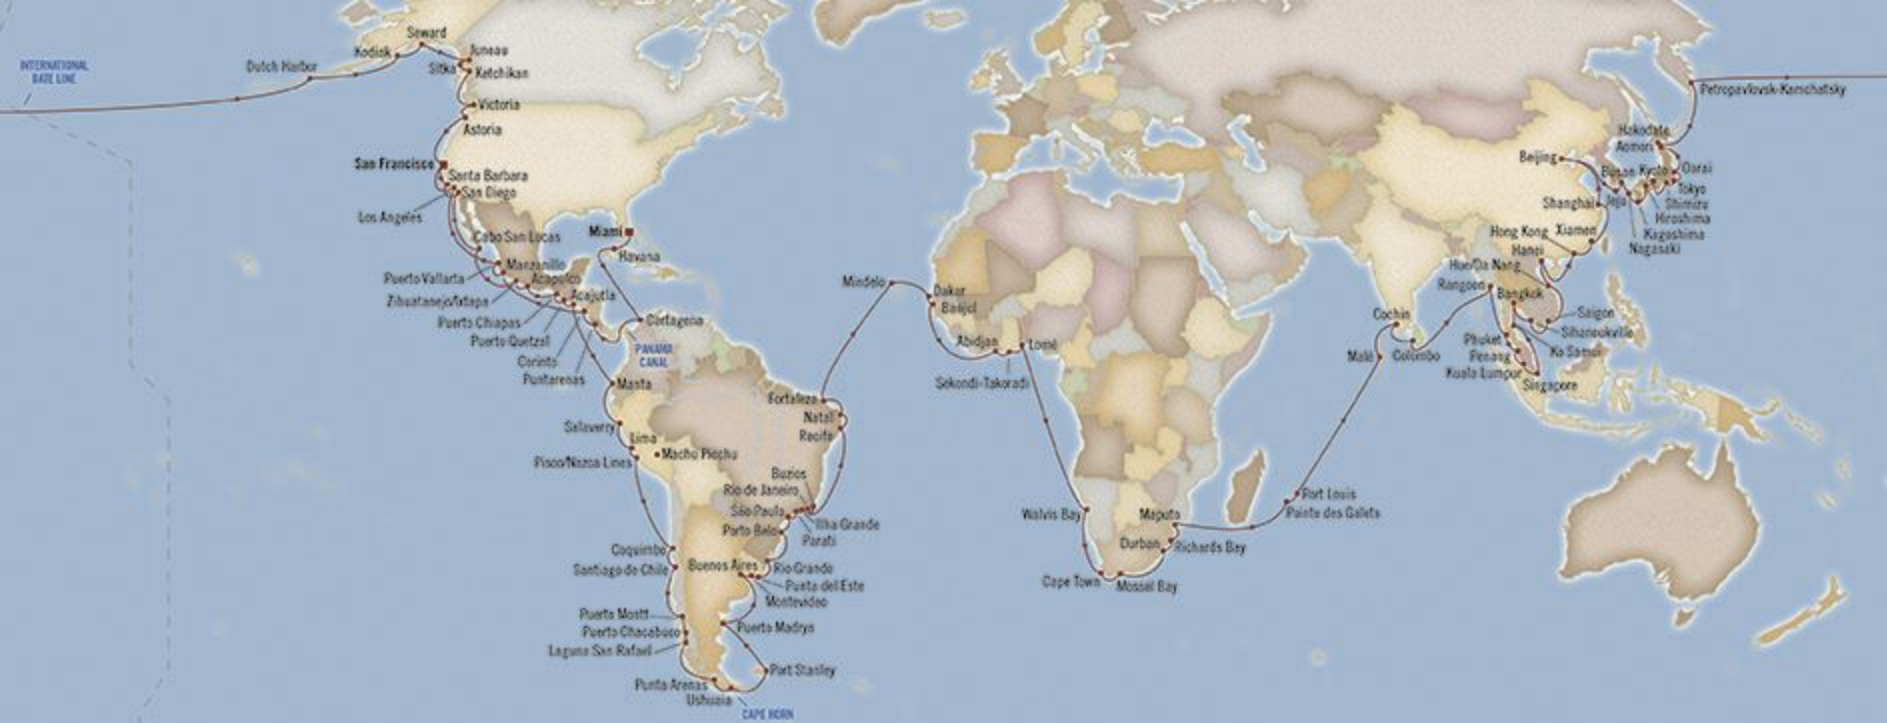 INTERNATIONAL
DATE LINE
Dutch Harbor
Kodiak
Seward
Juneau
Sitka
Ketchikan
Victoria
Astoria
San Francisco
Santa Barbara
San Diego
Los Angeles
Cabo San Lucas
Puerto Vallarta
Manzanillo
Zihuatanejo/Ixtapa
Acapulco
Acajutla
Puerto Chiapas
Puerto Quetzal
Corinto
Puntarenas
Miami
Havana
Cartagena
PANAMA
CANAL
Manta
Salaverry
Lima
Machu Picchu
Pisco/Nazca Lines
Coquimbo
Santiago de Chile
Puerto Montt
Puerto Chacabuco
Laguna San Rafael
Punta Arenas
Ushuaia
CAPE HORN
Port Stanley
Puerto Madryn
Montevideo
Punta del Este
Buenos Aires
Rio Grande
Porto Belo
Parati
São Paulo
Ilha Grande
Rio de Janeiro
Buzios
Recife
Natal
Fortaleza
Mindelo
Dakar
Banjul
Abidjan
Sekondi-Takoradi
Lomé
Walvis Bay
Cape Town
Mossel Bay
Durban
Richards Bay
Maputo
Pointe des Galets
Port Louis
Malé
Cochin
Colombo
Rangoon
Phuket
Penang
Kuala Lumpur
Singapore
Ko Samui
Bangkok
Sihanoukville
Saigon
Hue/Da Nang
Hanoi
Hong Kong
Xiamen
Shanghai
Beijing
Jeju
Busan
Nagasaki
Kagoshima
Hiroshima
Kyoto
Shimizu
Tokyo
Oarai
Aomori
Hakodate
Petropavlovsk-Kamchatsky